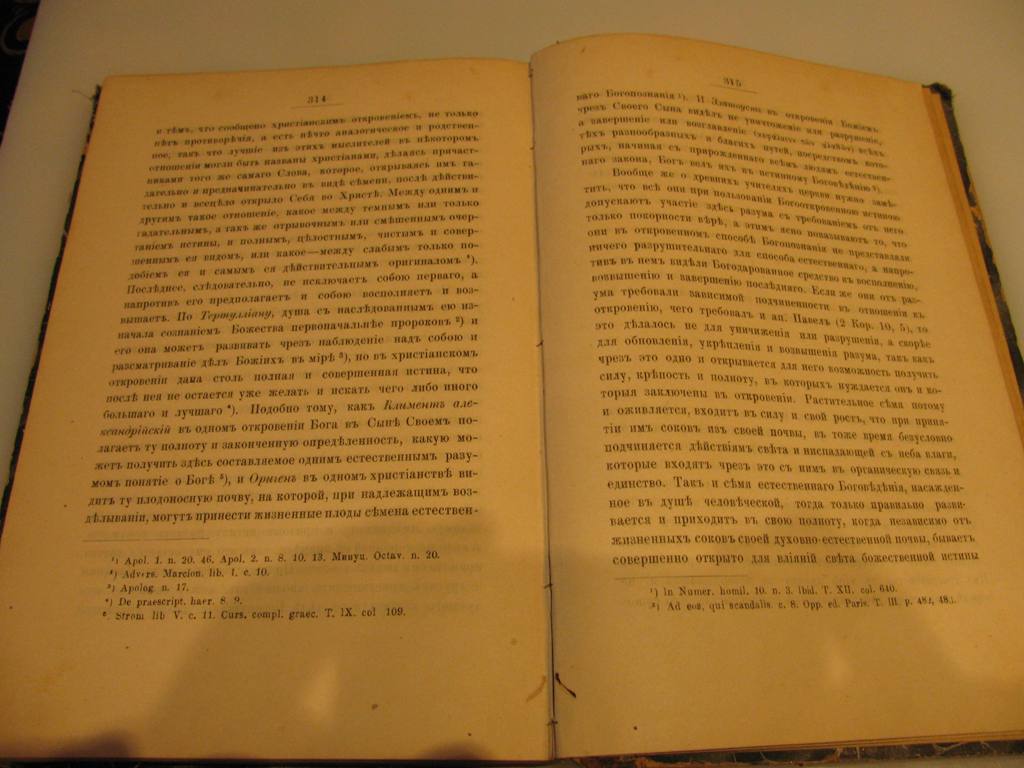 314
и тѣмъ, что сообщено христіанскимъ откровеніемъ, не только
нѣтъ противорѣчія, а есть нѣчто аналогическое и родствен-
ное, такъ что лучшіе изъ этихъ мыслителей въ нѣкоторомъ
отношеніи могли быть названы христіанами, дѣлаясь причаст-
никами того же самаго Слова, которое, открываясь имъ га-
дательно и предначинательно въ видѣ сѣмени, послѣ дѣйстви-
тельно и всецѣло открыло Себя во Христѣ. Между однимъ и
другимъ такое отношеніе, какое между темнымъ или только
гадательнымъ, а такъ же отрывочнымъ или смѣшеннымъ очер-
таніемъ истины, и полнымъ, цѣлостнымъ, чистымъ и совер-
шеннымъ ея видомъ, или какое—между слабымъ только по-
добіемъ ея и самымъ ея дѣйствительнымъ оригиналомъ ¹).
Послѣднее, слѣдовательно, не исключаетъ собою перваго, а
напротивъ его предполагаетъ и собою восполняетъ и воз-
вышаетъ. По Тертулліану, душа съ наслѣдованнымъ ею из-
начала сознаніемъ Божества первоначальнѣе пророковъ ²) и
его она можетъ развивать чрезъ наблюденіе надъ собою и
разсматриваніе дѣлъ Божіихъ въ мірѣ ³), но въ христіанскомъ
откровеніи дана столь полная и совершенная истина, что
послѣ нея не остается уже желать и искать чего либо иного
большаго и лучшаго ⁴). Подобно тому, какъ Климентъ але-
ксандрійскій въ одномъ откровеніи Бога въ Сынѣ Своемъ по-
лагаетъ ту полноту и законченную опредѣленность, какую мо-
жетъ получить здѣсь составляемое однимъ естественнымъ разу-
момъ понятіе о Богѣ ⁵), и Оригенъ въ одномъ христіанствѣ ви-
дитъ ту плодоносную почву, на которой, при надлежащимъ воз-
дѣлываніи, могутъ принести жизненные плоды сѣмена естествен-
¹) Apol. 1. n. 20. 46. Apol. 2. n. 8. 10. 13. Минуц. Octav. n. 20.
²) Advers. Marcion. lib. 1. c. 10.
³) Apolog. n. 17.
⁴) De praescript. haer. 8. 9.
⁵ Strom lib V. c. 11. Curs. compl. graec. T. IX. col 109.
315
наго Богопознанія ¹). И Златоустъ въ откровеніи Божіемъ
чрезъ Своего Сына видѣлъ не уничтоженіе или разрушеніе,
а завершеніе или возглавленіе всѣхъ
тѣхъ разнообразныхъ и благихъ путей, посредствомъ кото-
рыхъ, начиная съ прирожденнаго всѣмъ людямъ естествен-
наго закона, Богъ велъ ихъ къ истинному Боговѣдѣнію ²).
Вообще же о древнихъ учителяхъ церкви нужно замѣ-
тить, что всѣ они при пользованіи Богооткровенною истиною
допускаютъ участіе здѣсь разума съ требованіемъ отъ него
только покорности вѣрѣ, а этимъ ясно показываютъ то, что
они въ откровенномъ способѣ Богопознанія не представляли
ничего разрушительнаго для способа естественнаго, а напро-
тивъ въ немъ видѣли Богодарованное средство къ восполненію,
возвышенію и завершенію послѣдняго. Если же они отъ раз-
ума требовали зависимой подчиненности въ отношеніи къ
откровенію, чего требовалъ и ап. Павелъ (2 Кор. 10, 5), то
это дѣлалось не для униженія или разрушенія, а скорѣе
для обновленія, укрѣпленія и возвышенія разума, такъ какъ
чрезъ это одно и открывается для него возможность получить
силу, крѣпость и полноту, въ которыхъ нуждается онъ и ко-
торыя заключены въ откровеніи. Растительное сѣмя потому
и оживляется, входитъ въ силу и свой ростъ, что при приня-
тіи имъ соковъ изъ своей почвы, въ тоже время безусловно
подчиняется дѣйствіямъ свѣта и ниспадающей съ неба влаги,
которые входятъ чрезъ это съ нимъ въ органическую связь и
единство. Такъ и сѣмя естественнаго Боговѣдѣнія, насажден-
ное въ душѣ человѣческой, тогда только правильно разви-
вается и приходитъ въ свою полноту, когда независимо отъ
жизненныхъ соковъ своей духовно-естественной почвы, бываетъ
совершенно открыто для вліяній свѣта божественной истины
¹) In Numer. homil. 10. n. 3. Ibid. T. XII. col. 640.
²) Ad eos, qui scandalis. c. 8. Opp. ed. Paris. T. III. p. 482, 483.